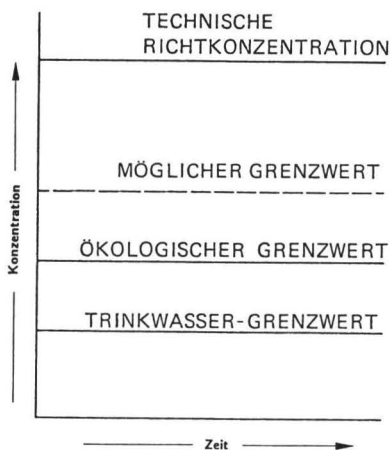 TECHNISCHE
RICHTKONZENTRATION
MÖGLICHER GRENZWERT
ÖKOLOGISCHER GRENZWERT
TRINKWASSER-GRENZWERT
Konzentration
Zeit